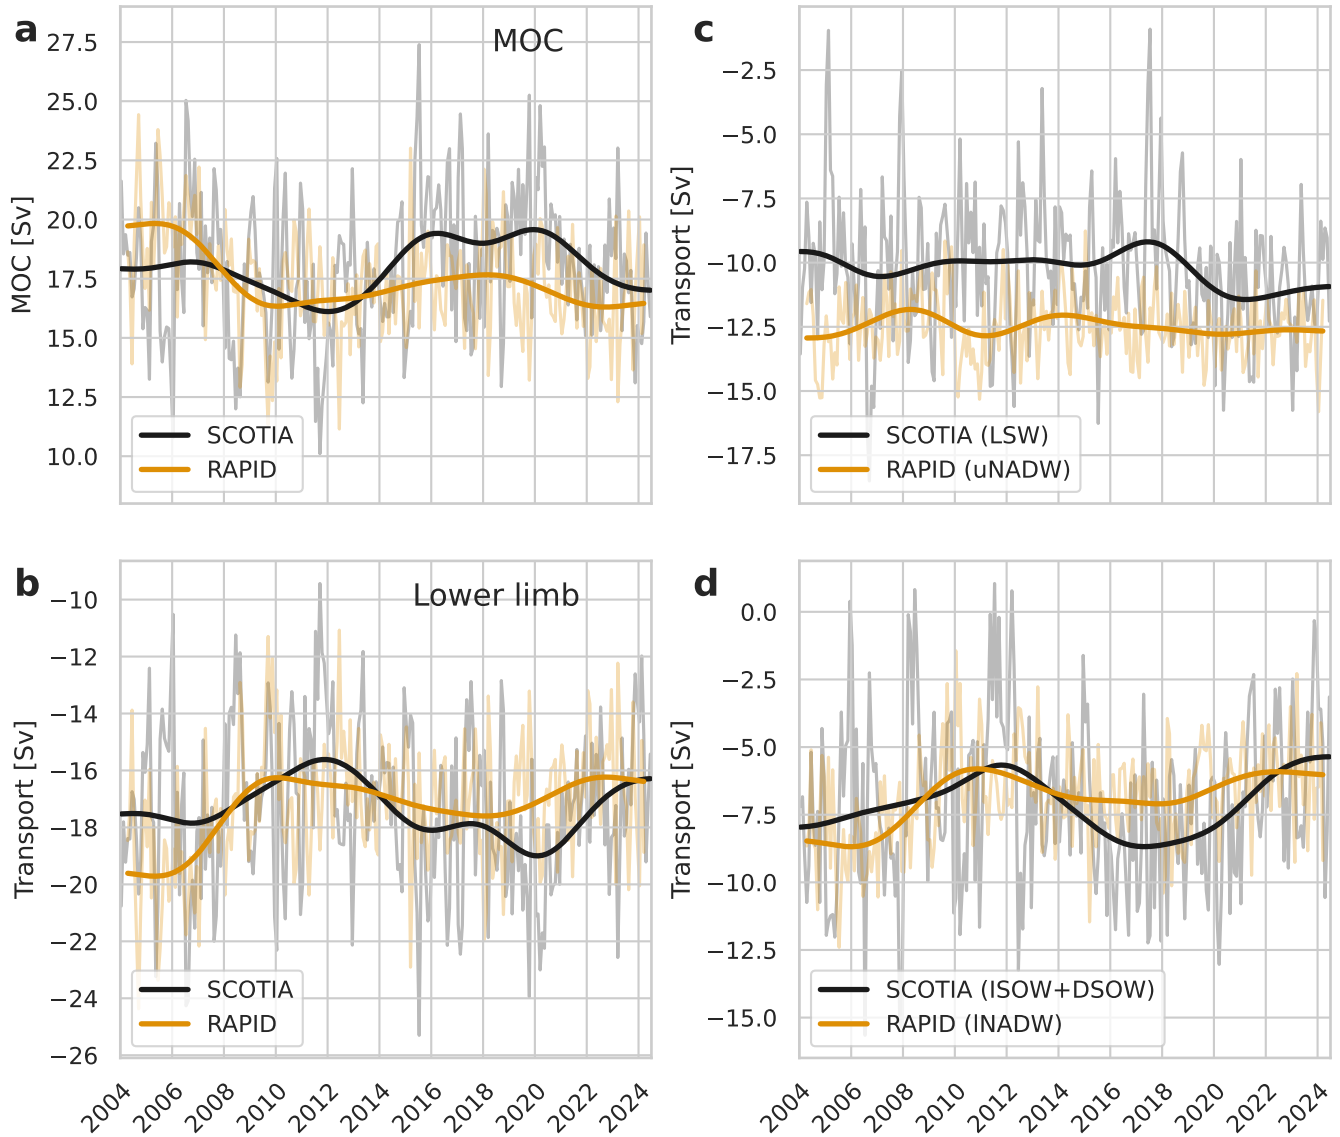 a
MOC
27.5
25.0
22.5
20.0
17.5
15.0
12.5
10.0
MOC [Sv]
SCOTIA
RAPID
c
−2.5
−5.0
−7.5
−10.0
−12.5
−15.0
−17.5
Transport [Sv]
SCOTIA (LSW)
RAPID (uNADW)
b
Lower limb
−10
−12
−14
−16
−18
−20
−22
−24
−26
Transport [Sv]
SCOTIA
RAPID
2004 2006 2008 2010 2012 2014 2016 2018 2020 2022 2024
d
0.0
−2.5
−5.0
−7.5
−10.0
−12.5
−15.0
Transport [Sv]
SCOTIA (ISOW+DSOW)
RAPID (lNADW)
2004 2006 2008 2010 2012 2014 2016 2018 2020 2022 2024